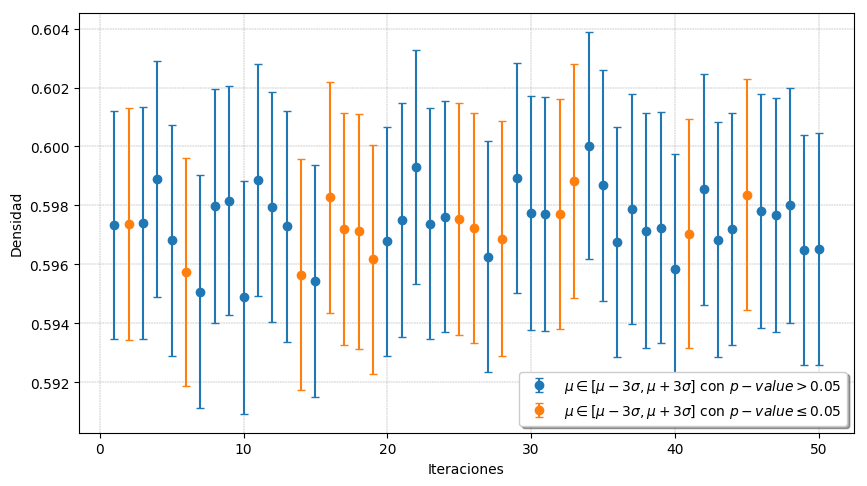 0.604
0.602
0.600
0.598
0.596
0.594
0.592
Densidad
0 10 20 30 40 50
Iteraciones
μ ∈ [μ − 3σ, μ + 3σ] con p − value > 0.05
μ ∈ [μ − 3σ, μ + 3σ] con p − value ≤ 0.05